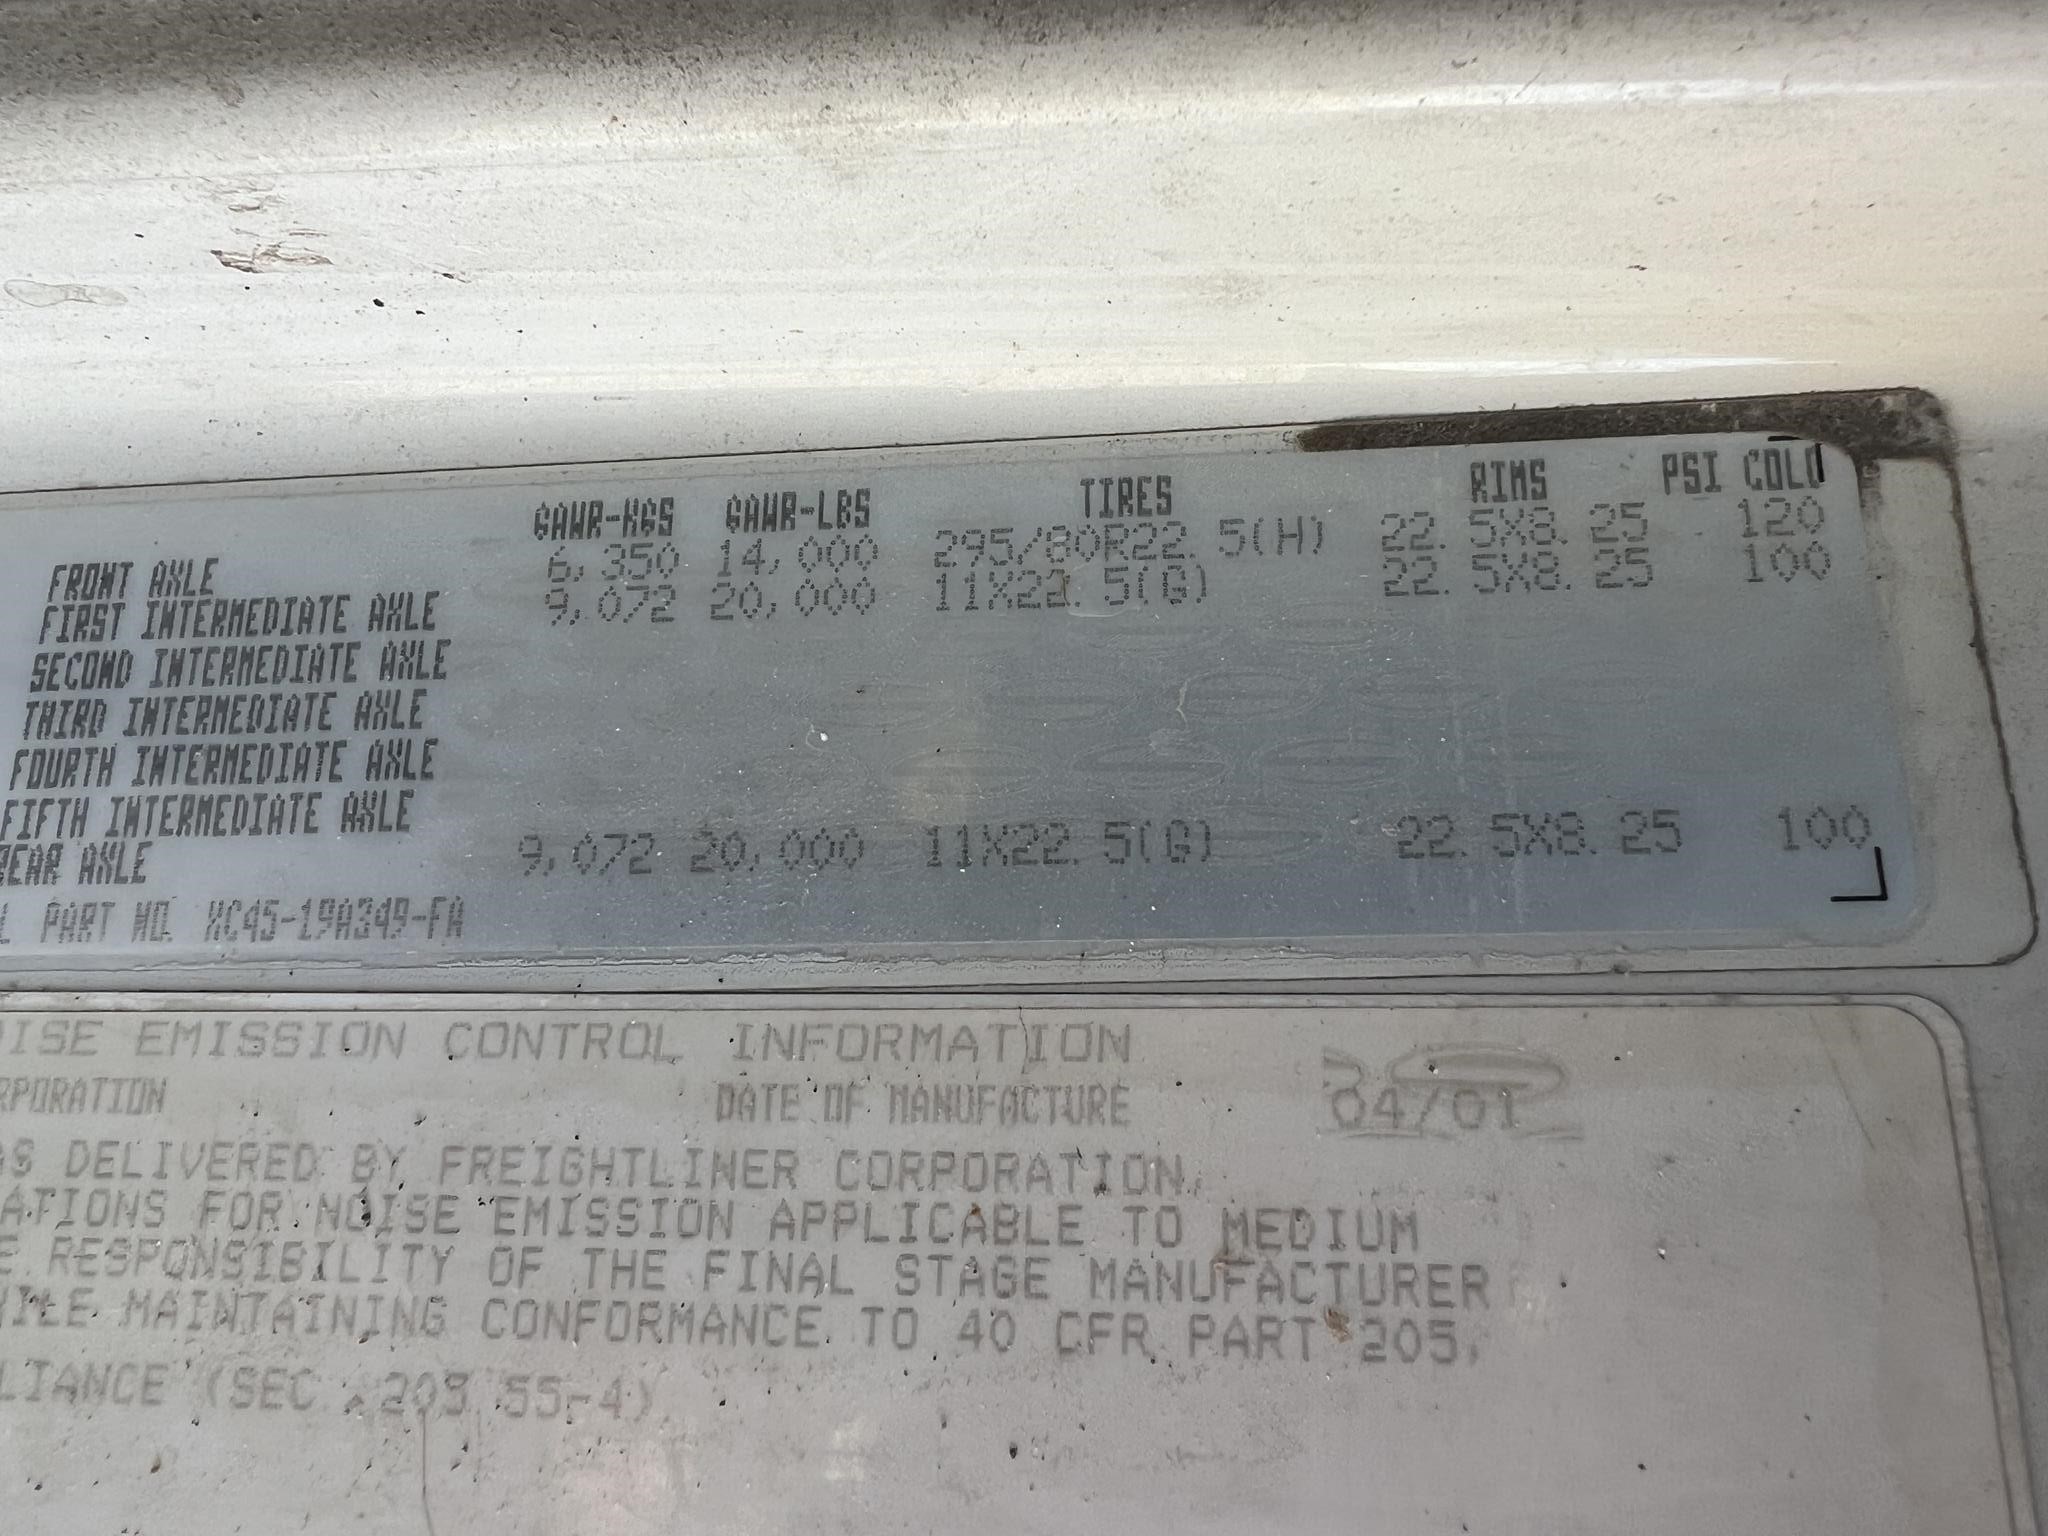 GAWR-KGS GAWR-LBS TIRES RIMS PSI COLD
FRONT AXLE 6,350 14,000 295/80R22.5(H) 22.5X8.25 120
FIRST INTERMEDIATE AXLE 9,072 20,000 11X22.5(G) 22.5X8.25 100
SECOND INTERMEDIATE AXLE
THIRD INTERMEDIATE AXLE
FOURTH INTERMEDIATE AXLE
FIFTH INTERMEDIATE AXLE
REAR AXLE 9,072 20,000 11X22.5(G) 22.5X8.25 100
L PART NO. XC45-19A349-FA
OISE EMISSION CONTROL INFORMATION
RPORATION DATE OF MANUFACTURE 04/01
AS DELIVERED BY FREIGHTLINER CORPORATION,
ATIONS FOR NOISE EMISSION APPLICABLE TO MEDIUM
E RESPONSIBILITY OF THE FINAL STAGE MANUFACTURER
MAINTAINING CONFORMANCE TO 40 CFR PART 205,
LIANCE (SEC. 205.55-4)